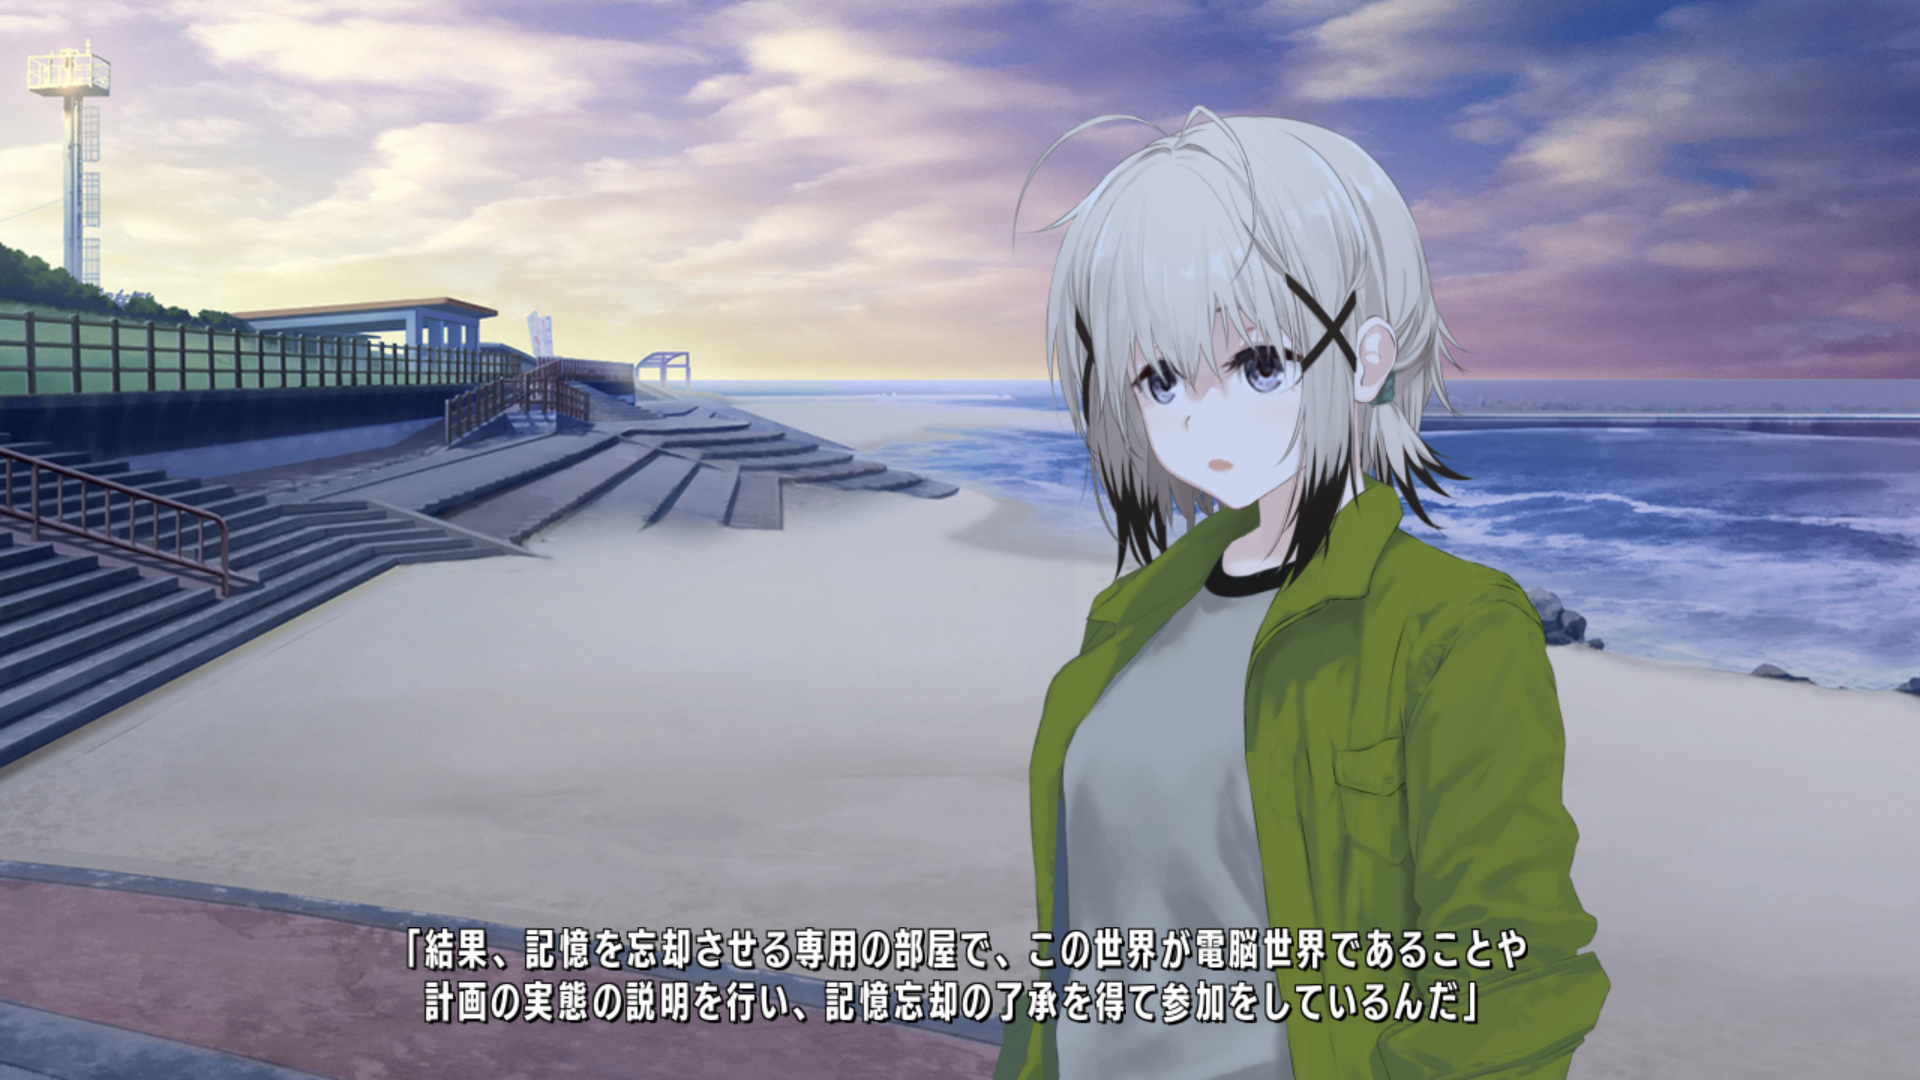 「結果、記憶を忘却させる専用の部屋で、この世界が電脳世界であることや
計画の実態の説明を行い、記憶忘却の了承を得て参加をしているんだ」